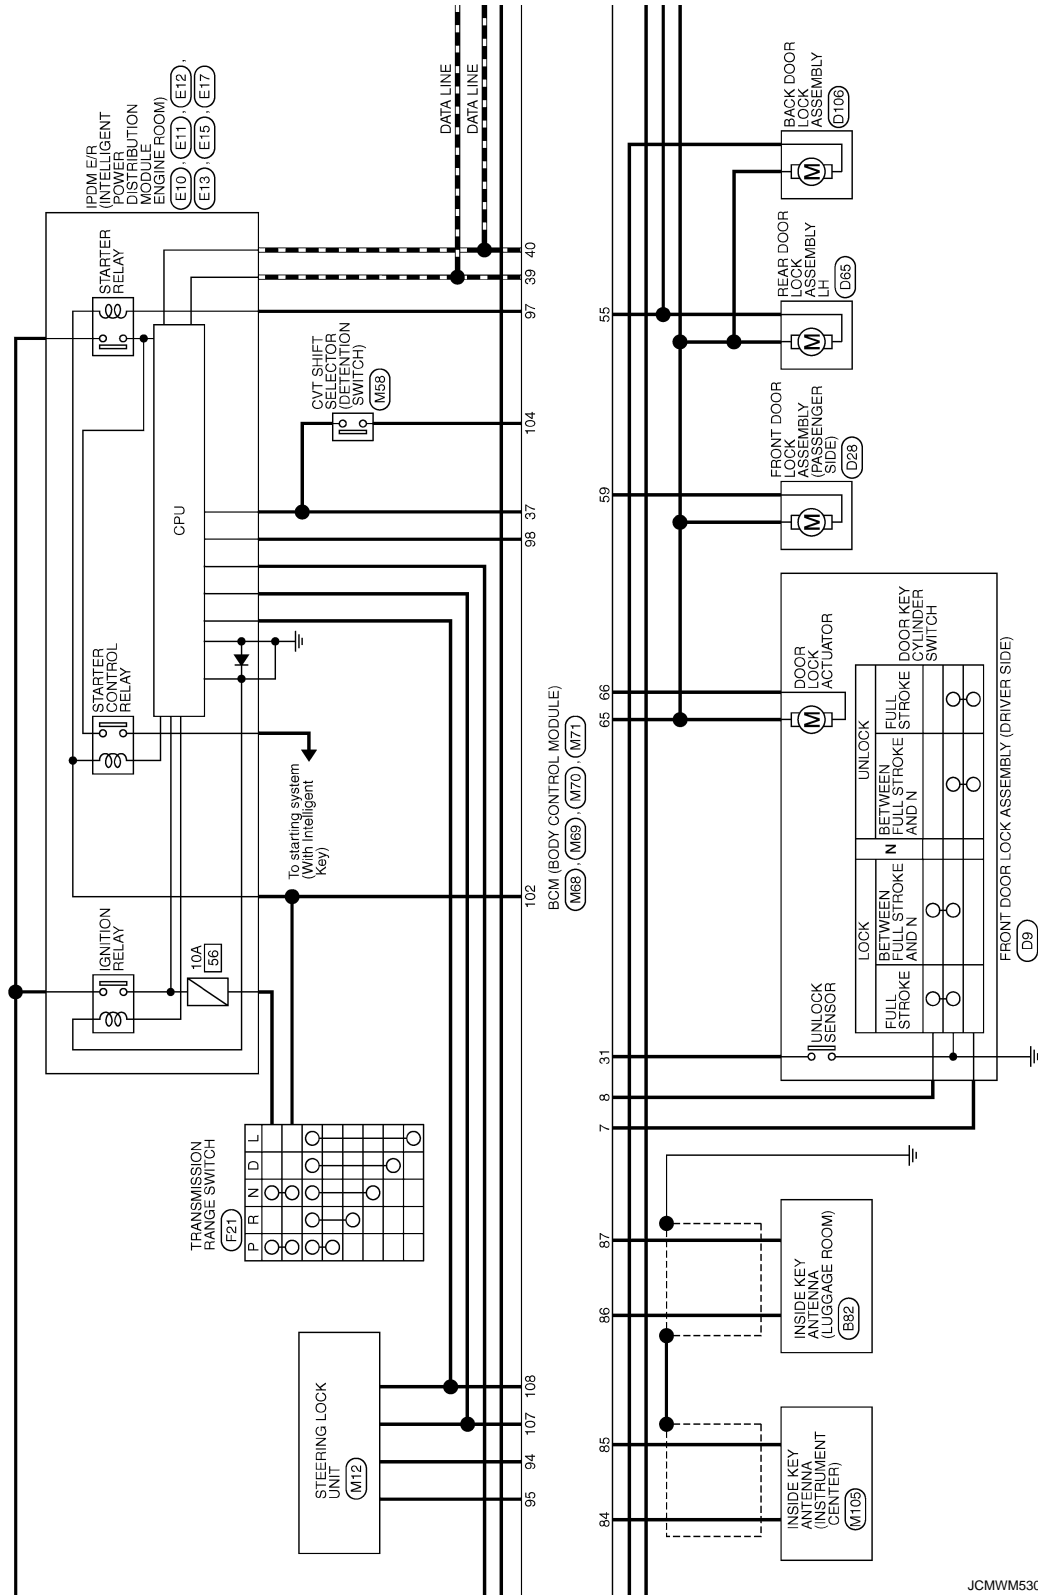 IPDM E/R
(INTELLIGENT
POWER
DISTRIBUTION
MODULE
ENGINE ROOM)
E10 , E11 , E12 ,
E13 , E15 , E17
STARTER
RELAY
CPU
STARTER
CONTROL
RELAY
IGNITION
RELAY
10A
56
DATA LINE
DATA LINE
CVT SHIFT
SELECTOR
(DETENTION
SWITCH)
M58
To starting system
(With Intelligent
Key)
TRANSMISSION
RANGE SWITCH
F21
P R N D L
STEERING LOCK
UNIT
M12
95
94
107
108
102
98
37
104
97
39
40
BCM (BODY CONTROL MODULE)
M68 , M69 , M70 , M71
84
85
86
87
7
8
31
65
66
59
55
INSIDE KEY
ANTENNA
(INSTRUMENT
CENTER)
M105
INSIDE KEY
ANTENNA
(LUGGAGE ROOM)
B82
UNLOCK
SENSOR
DOOR
LOCK
ACTUATOR
M
LOCK
N
UNLOCK
FULL
STROKE
BETWEEN
FULL STROKE
AND N
BETWEEN
FULL STROKE
AND N
FULL
STROKE
DOOR KEY
CYLINDER
SWITCH
FRONT DOOR LOCK ASSEMBLY (DRIVER SIDE)
D9
FRONT DOOR
LOCK
ASSEMBLY
(PASSENGER
SIDE)
D28
M
REAR DOOR
LOCK
ASSEMBLY
LH
D65
M
BACK DOOR
LOCK
ASSEMBLY
D106
M